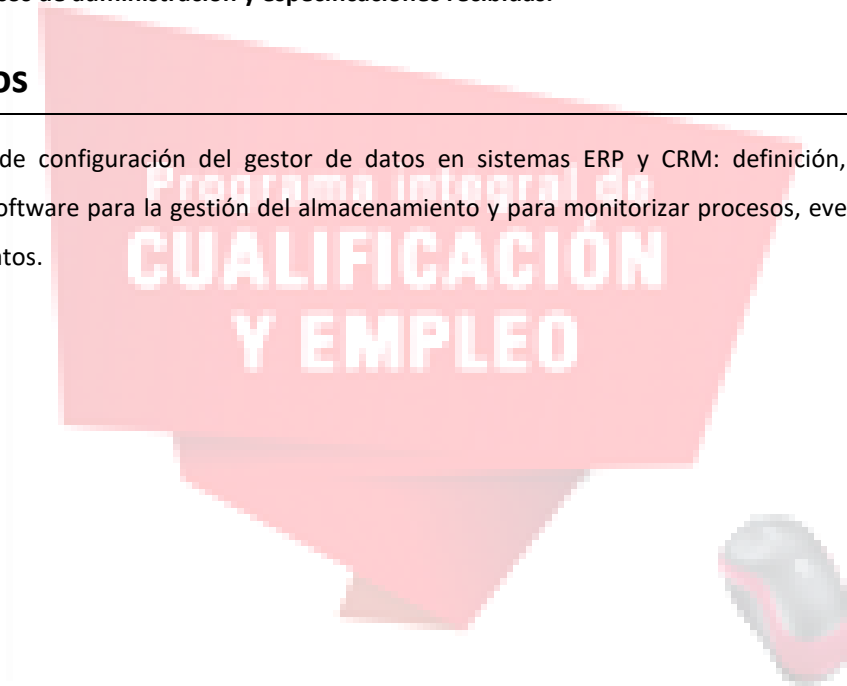 de administración y especificaciones recibidas.
os
de configuración del gestor de datos en sistemas ERP y CRM: definición,
oftware para la gestión del almacenamiento y para monitorizar procesos, eve
tos.
Programa integral de
CUALIFICACIÓN
Y EMPLEO